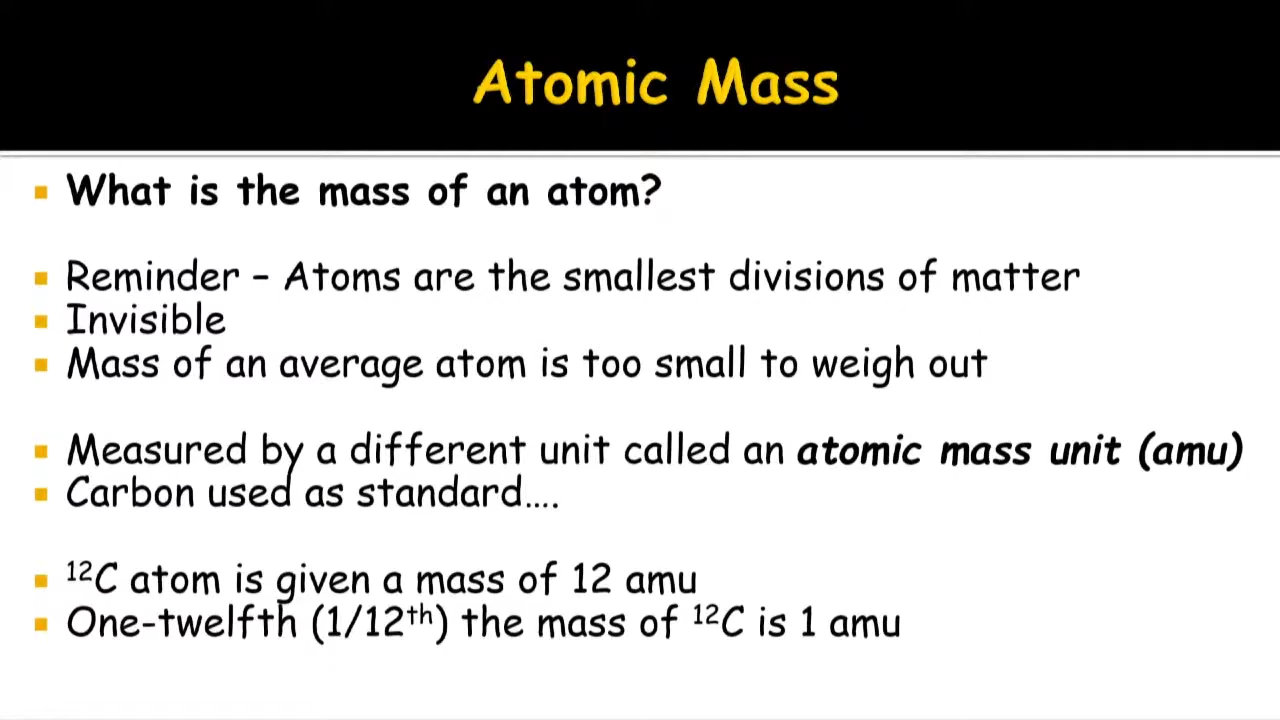 Atomic Mass
What is the mass of an atom?
Reminder – Atoms are the smallest divisions of matter
Invisible
Mass of an average atom is too small to weigh out
Measured by a different unit called an atomic mass unit (amu)
Carbon used as standard….
¹²C atom is given a mass of 12 amu
One-twelfth (1/12ᵗʰ) the mass of ¹²C is 1 amu